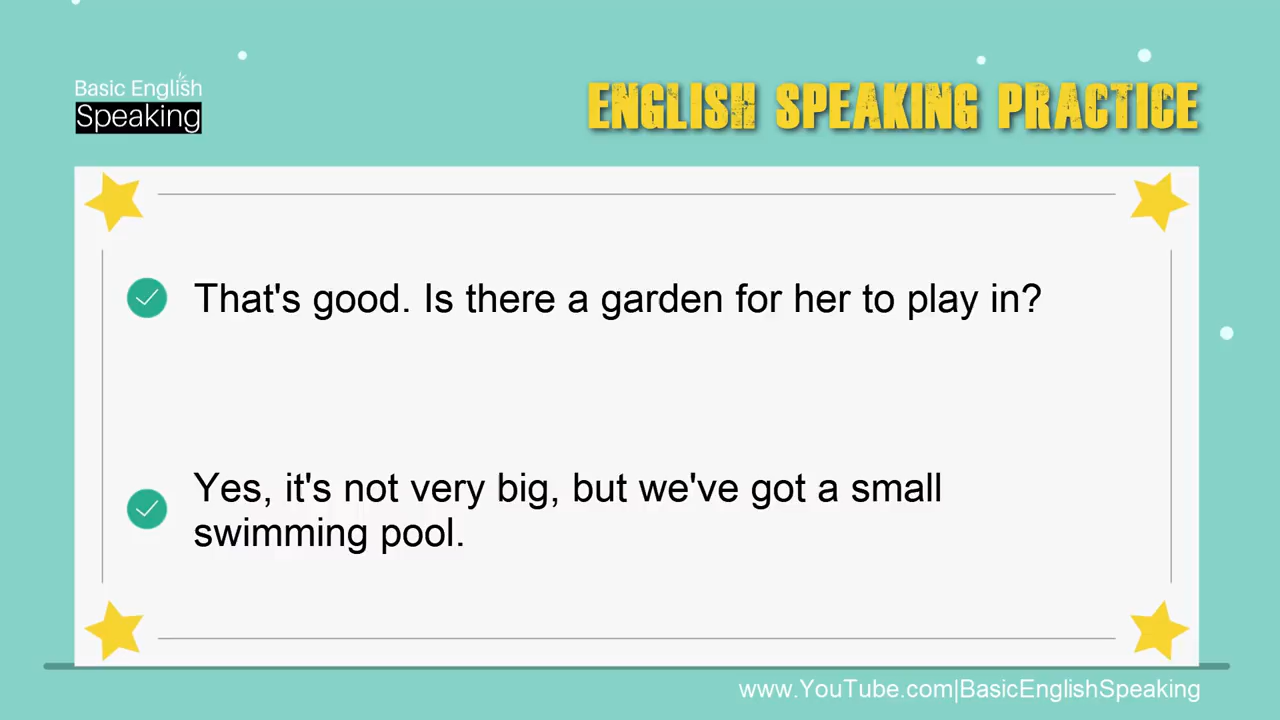 Basic English
Speaking
ENGLISH SPEAKING PRACTICE
That's good. Is there a garden for her to play in?
Yes, it's not very big, but we've got a small
swimming pool.
www.YouTube.com|BasicEnglishSpeaking